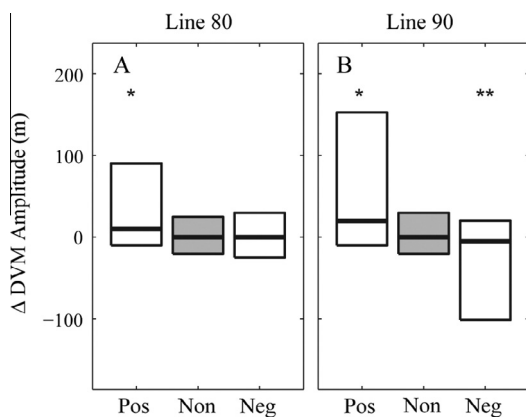 Line 80
Line 90
Δ DVM Amplitude (m)
200
100
0
−100
A
*
B
*
**
Pos
Non
Neg
Pos
Non
Neg